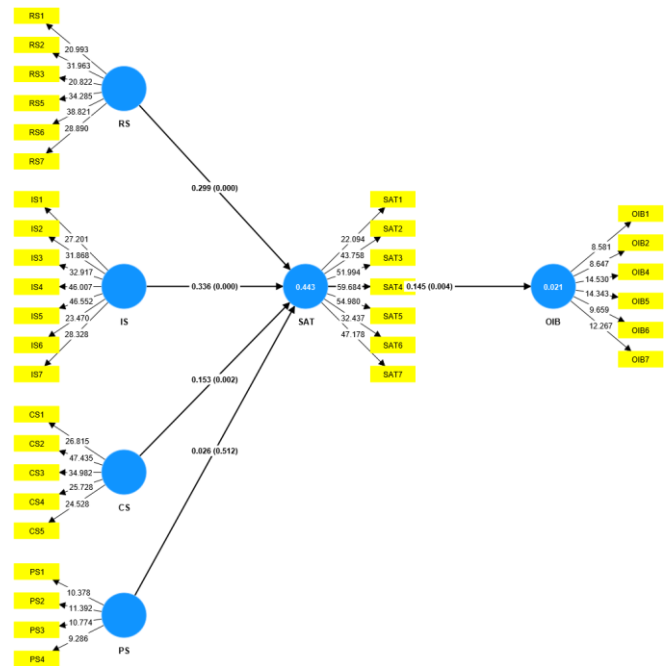 RS1
RS2
RS3
RS5
RS6
RS7
20.993
31.963
20.822
34.285
38.821
28.890
RS
0.299 (0.000)
IS1
IS2
IS3
IS4
IS5
IS6
IS7
27.201
31.868
32.917
46.007
46.552
23.470
28.328
IS
0.336 (0.000)
CS1
CS2
CS3
CS4
CS5
26.815
47.435
34.982
25.728
24.528
CS
0.153 (0.002)
PS1
PS2
PS3
PS4
10.378
11.392
10.774
9.286
PS
0.026 (0.512)
0.443
SAT
SAT1
SAT2
SAT3
SAT4
SAT5
SAT6
SAT7
22.094
43.758
51.994
59.684
54.980
32.437
47.178
0.145 (0.004)
0.021
OIB
OIB1
OIB2
OIB4
OIB5
OIB6
OIB7
8.581
8.647
14.530
14.343
9.659
12.267